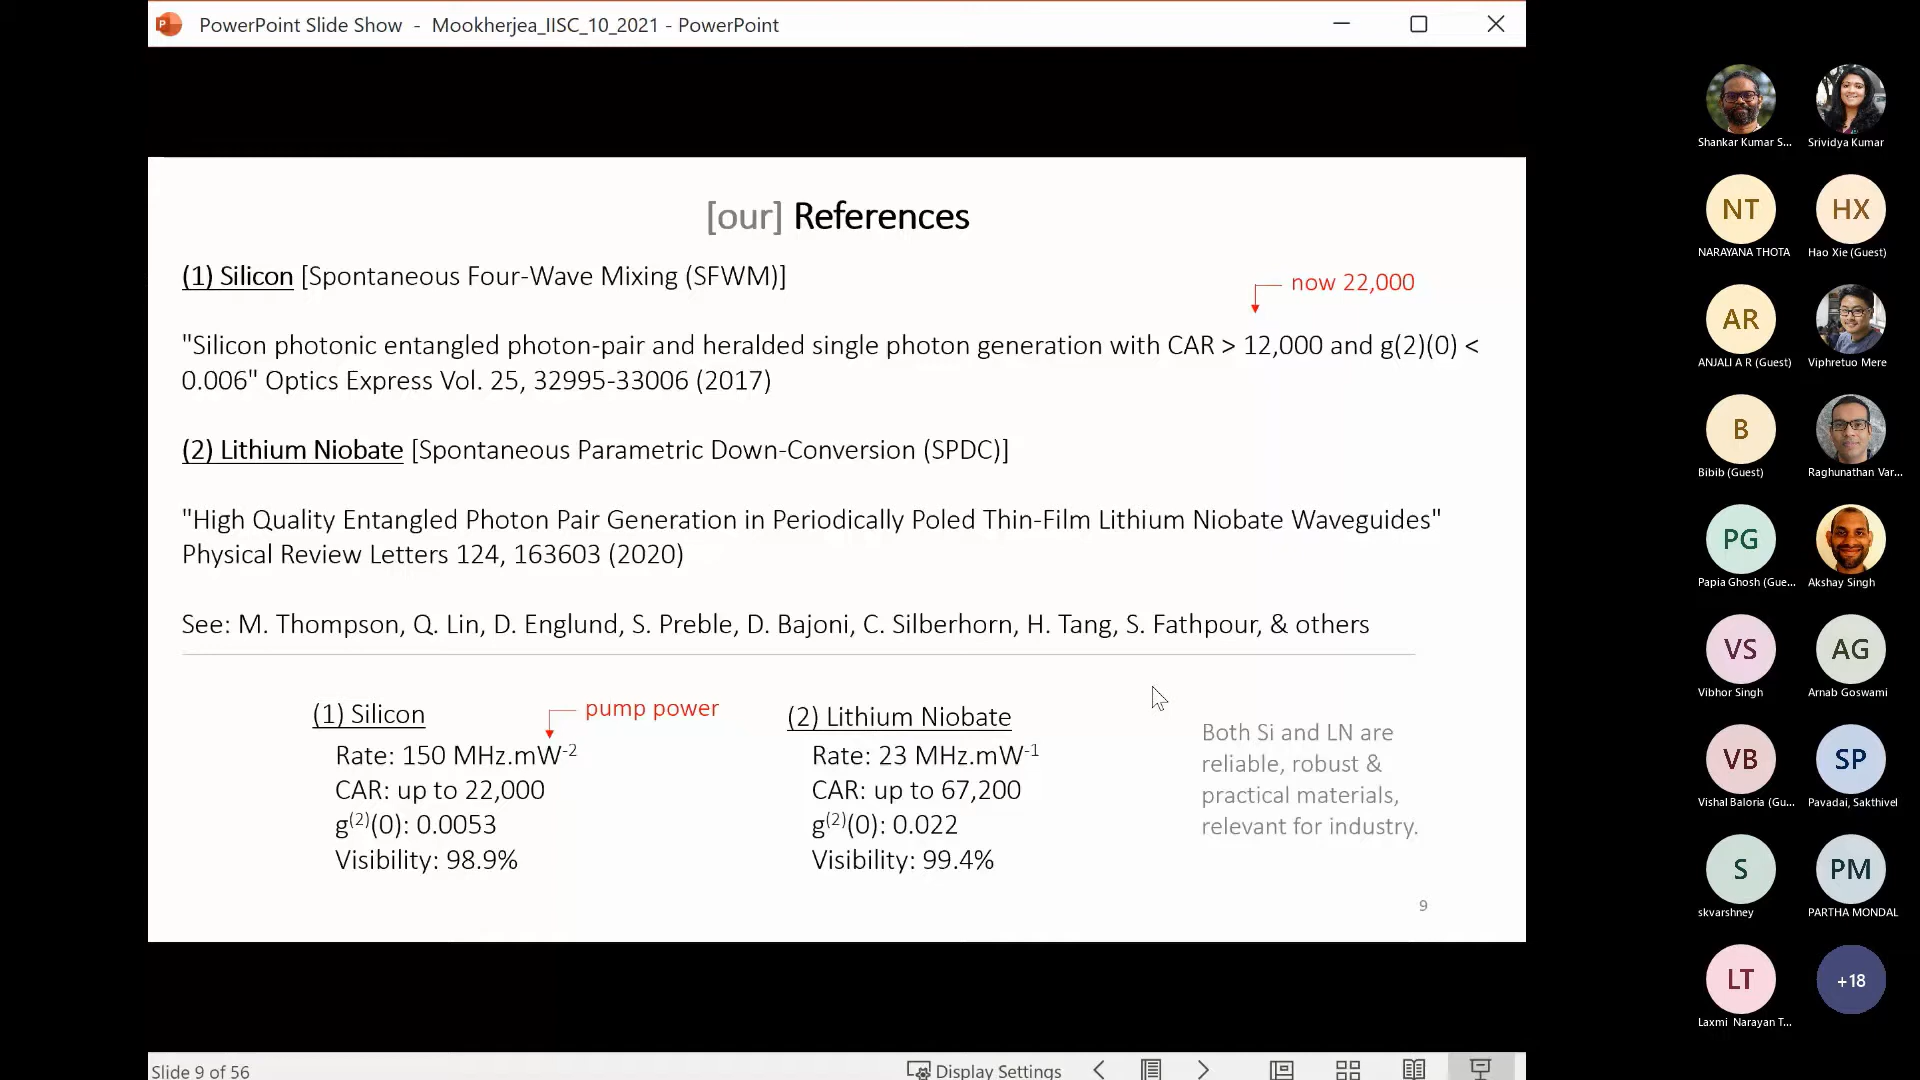 PowerPoint Slide Show - Mookherjea_IISC_10_2021 - PowerPoint
[our] References
(1) Silicon [Spontaneous Four-Wave Mixing (SFWM)]
now 22,000
"Silicon photonic entangled photon-pair and heralded single photon generation with CAR > 12,000 and g(2)(0) <
0.006" Optics Express Vol. 25, 32995-33006 (2017)
(2) Lithium Niobate [Spontaneous Parametric Down-Conversion (SPDC)]
"High Quality Entangled Photon Pair Generation in Periodically Poled Thin-Film Lithium Niobate Waveguides"
Physical Review Letters 124, 163603 (2020)
See: M. Thompson, Q. Lin, D. Englund, S. Preble, D. Bajoni, C. Silberhorn, H. Tang, S. Fathpour, & others
(1) Silicon
pump power
Rate: 150 MHz.mW-2
CAR: up to 22,000
g(2)(0): 0.0053
Visibility: 98.9%
(2) Lithium Niobate
Rate: 23 MHz.mW-1
CAR: up to 67,200
g(2)(0): 0.022
Visibility: 99.4%
Both Si and LN are
reliable, robust &
practical materials,
relevant for industry.
9
Slide 9 of 56
Display Settings
Shankar Kumar S...
Srividya Kumar
NT
HX
NARAYANA THOTA
Hao Xie (Guest)
AR
ANJALI A R (Guest)
Viphretuo Mere
B
Bibib (Guest)
Raghunathan Var...
PG
Papia Ghosh (Gue...
Akshay Singh
VS
AG
Vibhor Singh
Arnab Goswami
VB
SP
Vishal Baloria (Gu...
Pavadai, Sakthivel
S
PM
skvarshney
PARTHA MONDAL
LT
+18
Laxmi Narayan T...